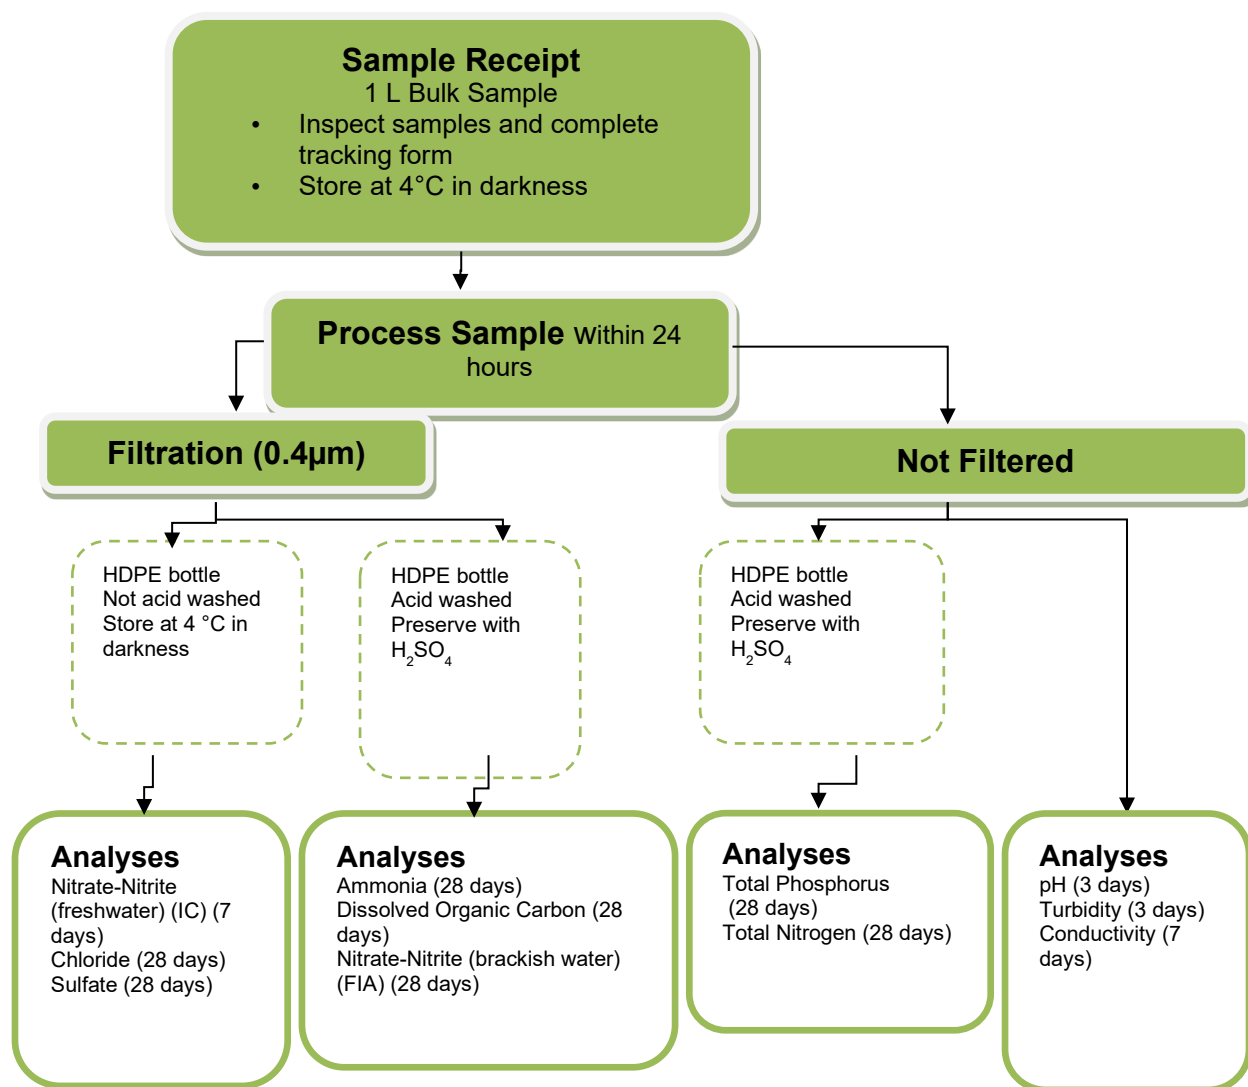 Sample Receipt
1 L Bulk Sample
• Inspect samples and complete
tracking form
• Store at 4°C in darkness
Process Sample Within 24
hours
Filtration (0.4µm)
Not Filtered
HDPE bottle
Not acid washed
Store at 4 °C in
darkness
HDPE bottle
Acid washed
Preserve with
H₂SO₄
HDPE bottle
Acid washed
Preserve with
H₂SO₄
Analyses
Nitrate-Nitrite
(freshwater) (IC) (7
days)
Chloride (28 days)
Sulfate (28 days)
Analyses
Ammonia (28 days)
Dissolved Organic Carbon (28
days)
Nitrate-Nitrite (brackish water)
(FIA) (28 days)
Analyses
Total Phosphorus
(28 days)
Total Nitrogen (28 days)
Analyses
pH (3 days)
Turbidity (3 days)
Conductivity (7
days)